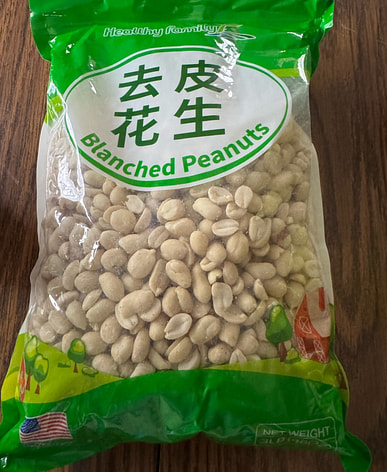 Healthy Family
去皮
花生
Blanched Peanuts
NET WEIGHT